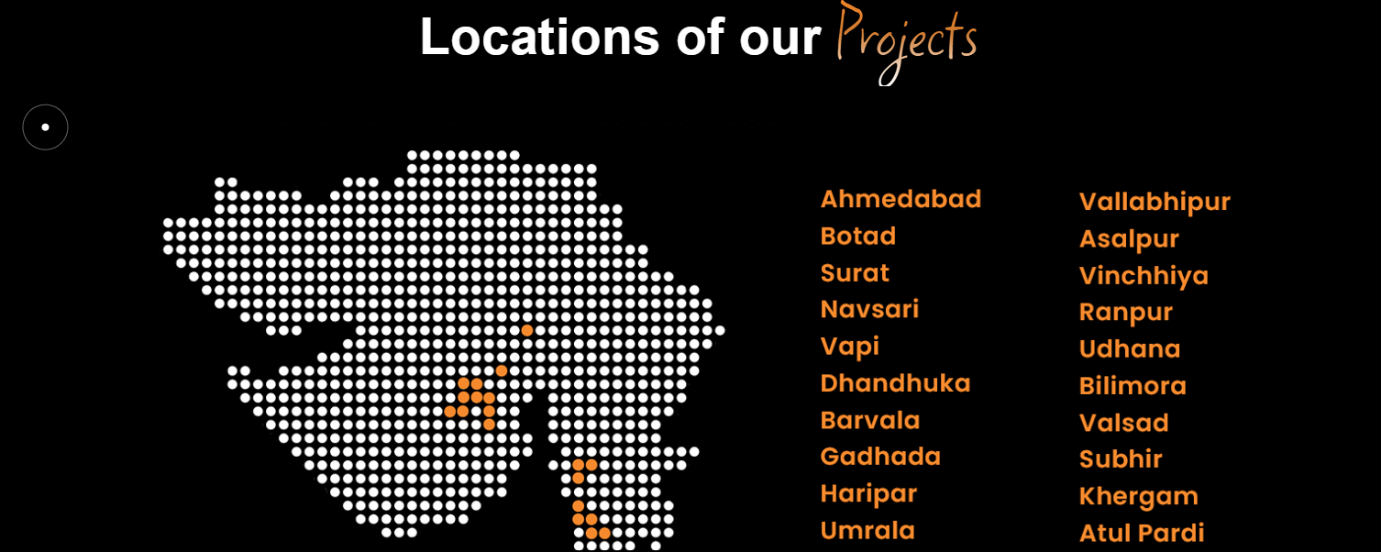 Locations of our Projects
Ahmedabad
Botad
Surat
Navsari
Vapi
Dhandhuka
Barvala
Gadhada
Haripar
Umrala
Vallabhipur
Asalpur
Vinchhiya
Ranpur
Udhana
Bilimora
Valsad
Subhir
Khergam
Atul Pardi